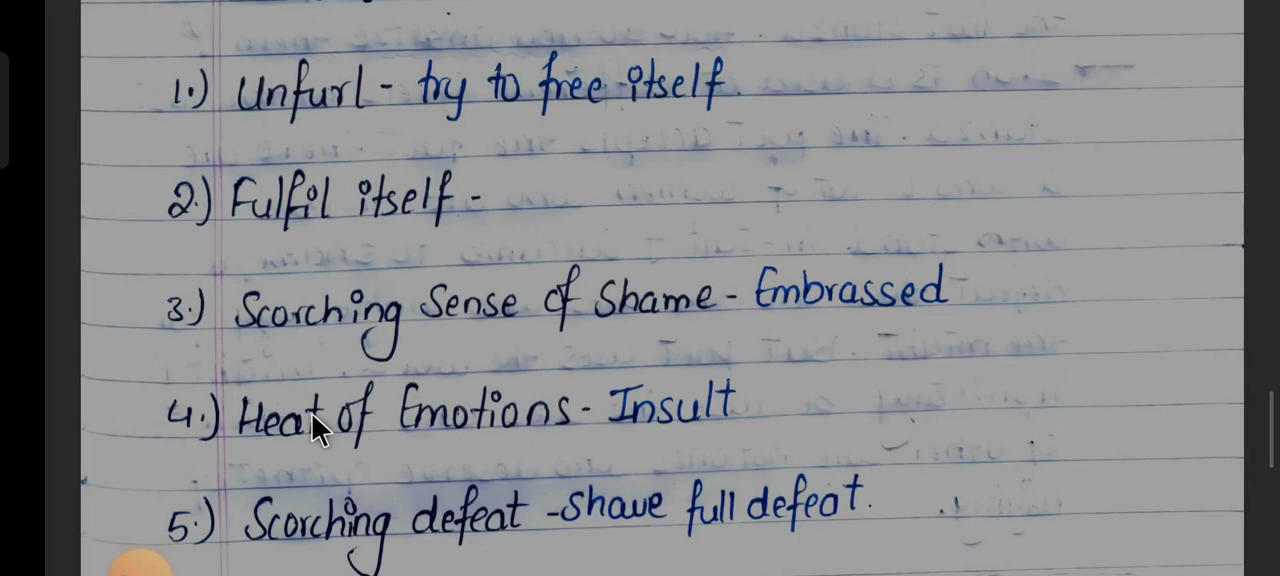 1.) Unfurl - try to free itself.
2.) Fulfil itself -
3.) Scorching Sense of Shame - Embrassed
4.) Heat of Emotions - Insult
5.) Scorching defeat - Shave full defeat.